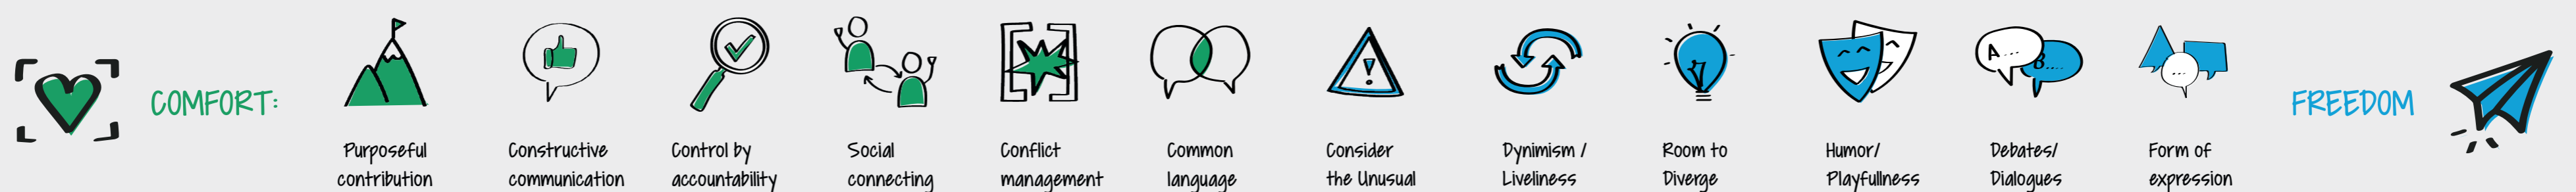 COMFORT:
Purposeful
contribution
Constructive
communication
Control by
accountability
Social
connecting
Conflict
management
Common
language
Consider
the Unusual
Dynimism /
Liveliness
Room to
Diverge
Humor/
Playfullness
A...
B....
Debates/
Dialogues
...
Form of
expression
FREEDOM